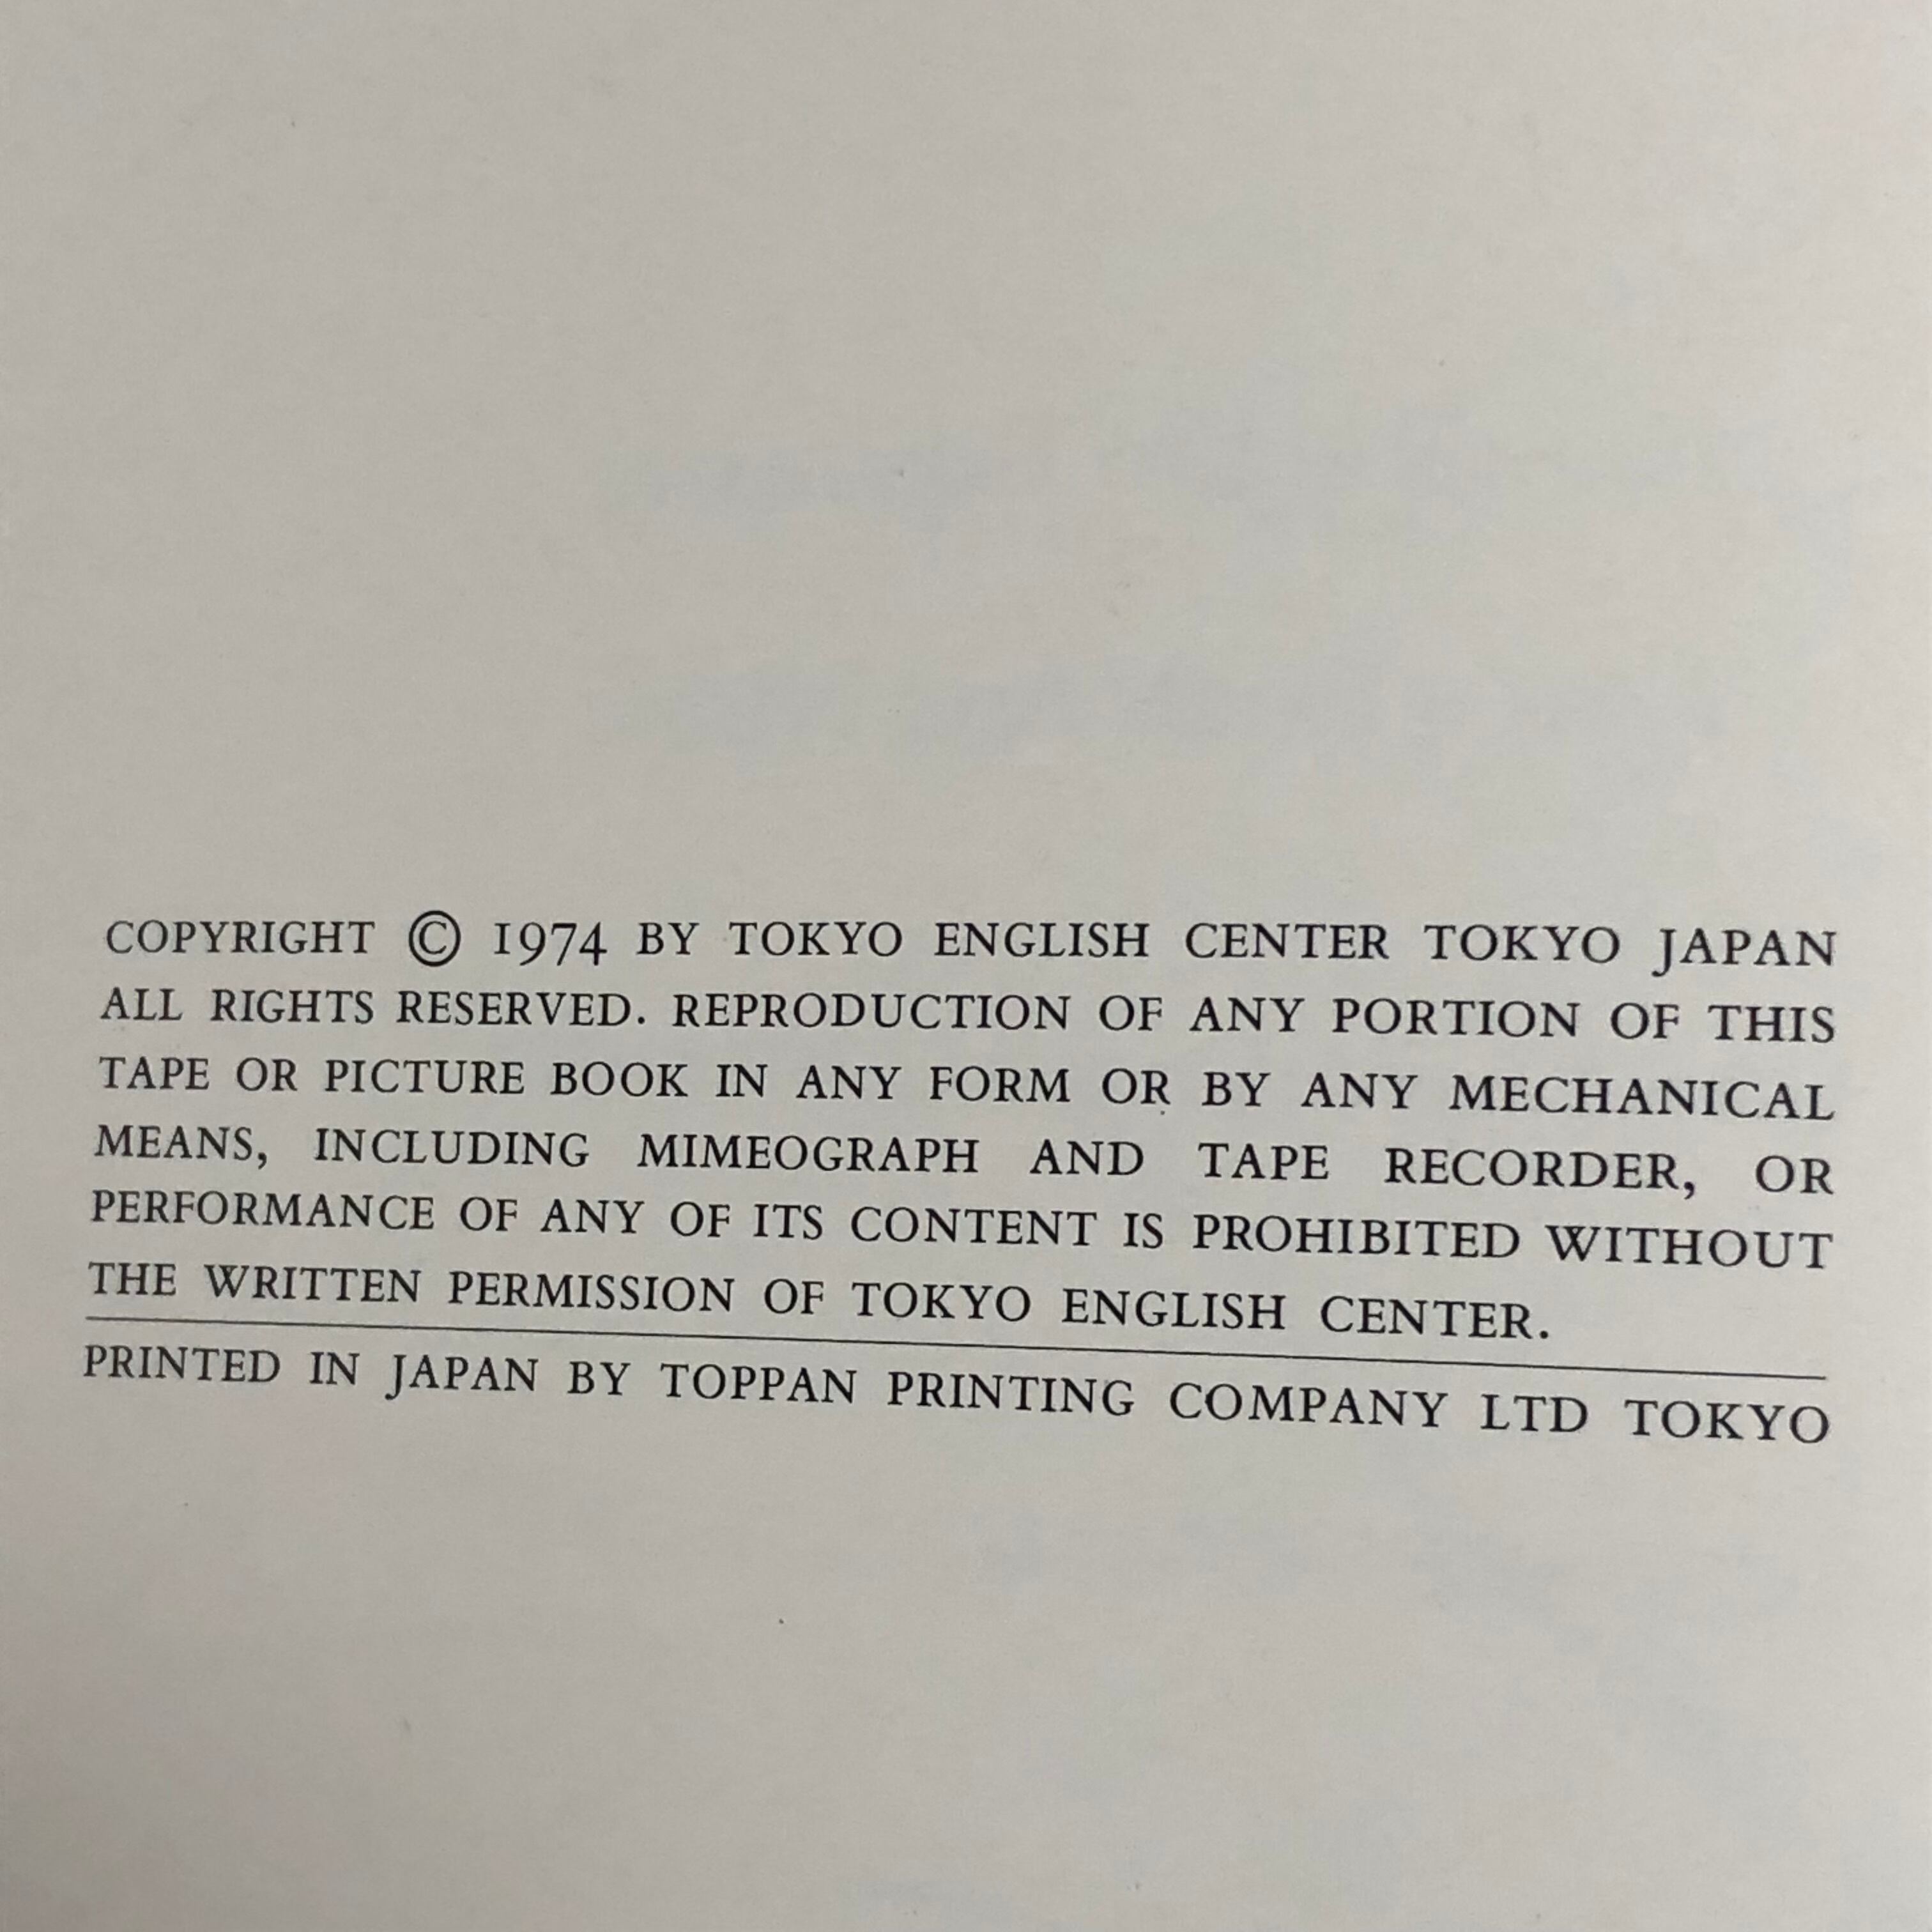 COPYRIGHT © 1974 BY TOKYO ENGLISH CENTER TOKYO JAPAN
ALL RIGHTS RESERVED. REPRODUCTION OF ANY PORTION OF THIS
TAPE OR PICTURE BOOK IN ANY FORM OR BY ANY MECHANICAL
MEANS, INCLUDING MIMEOGRAPH AND TAPE RECORDER, OR
PERFORMANCE OF ANY OF ITS CONTENT IS PROHIBITED WITHOUT
THE WRITTEN PERMISSION OF TOKYO ENGLISH CENTER.
PRINTED IN JAPAN BY TOPPAN PRINTING COMPANY LTD TOKYO